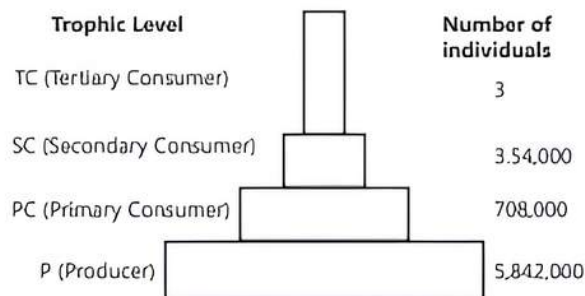 Trophic Level
Number of
individuals
TC (Tertiary Consumer)
3
SC (Secondary Consumer)
3.54,000
PC (Primary Consumer)
708.000
P (Producer)
5,842,000